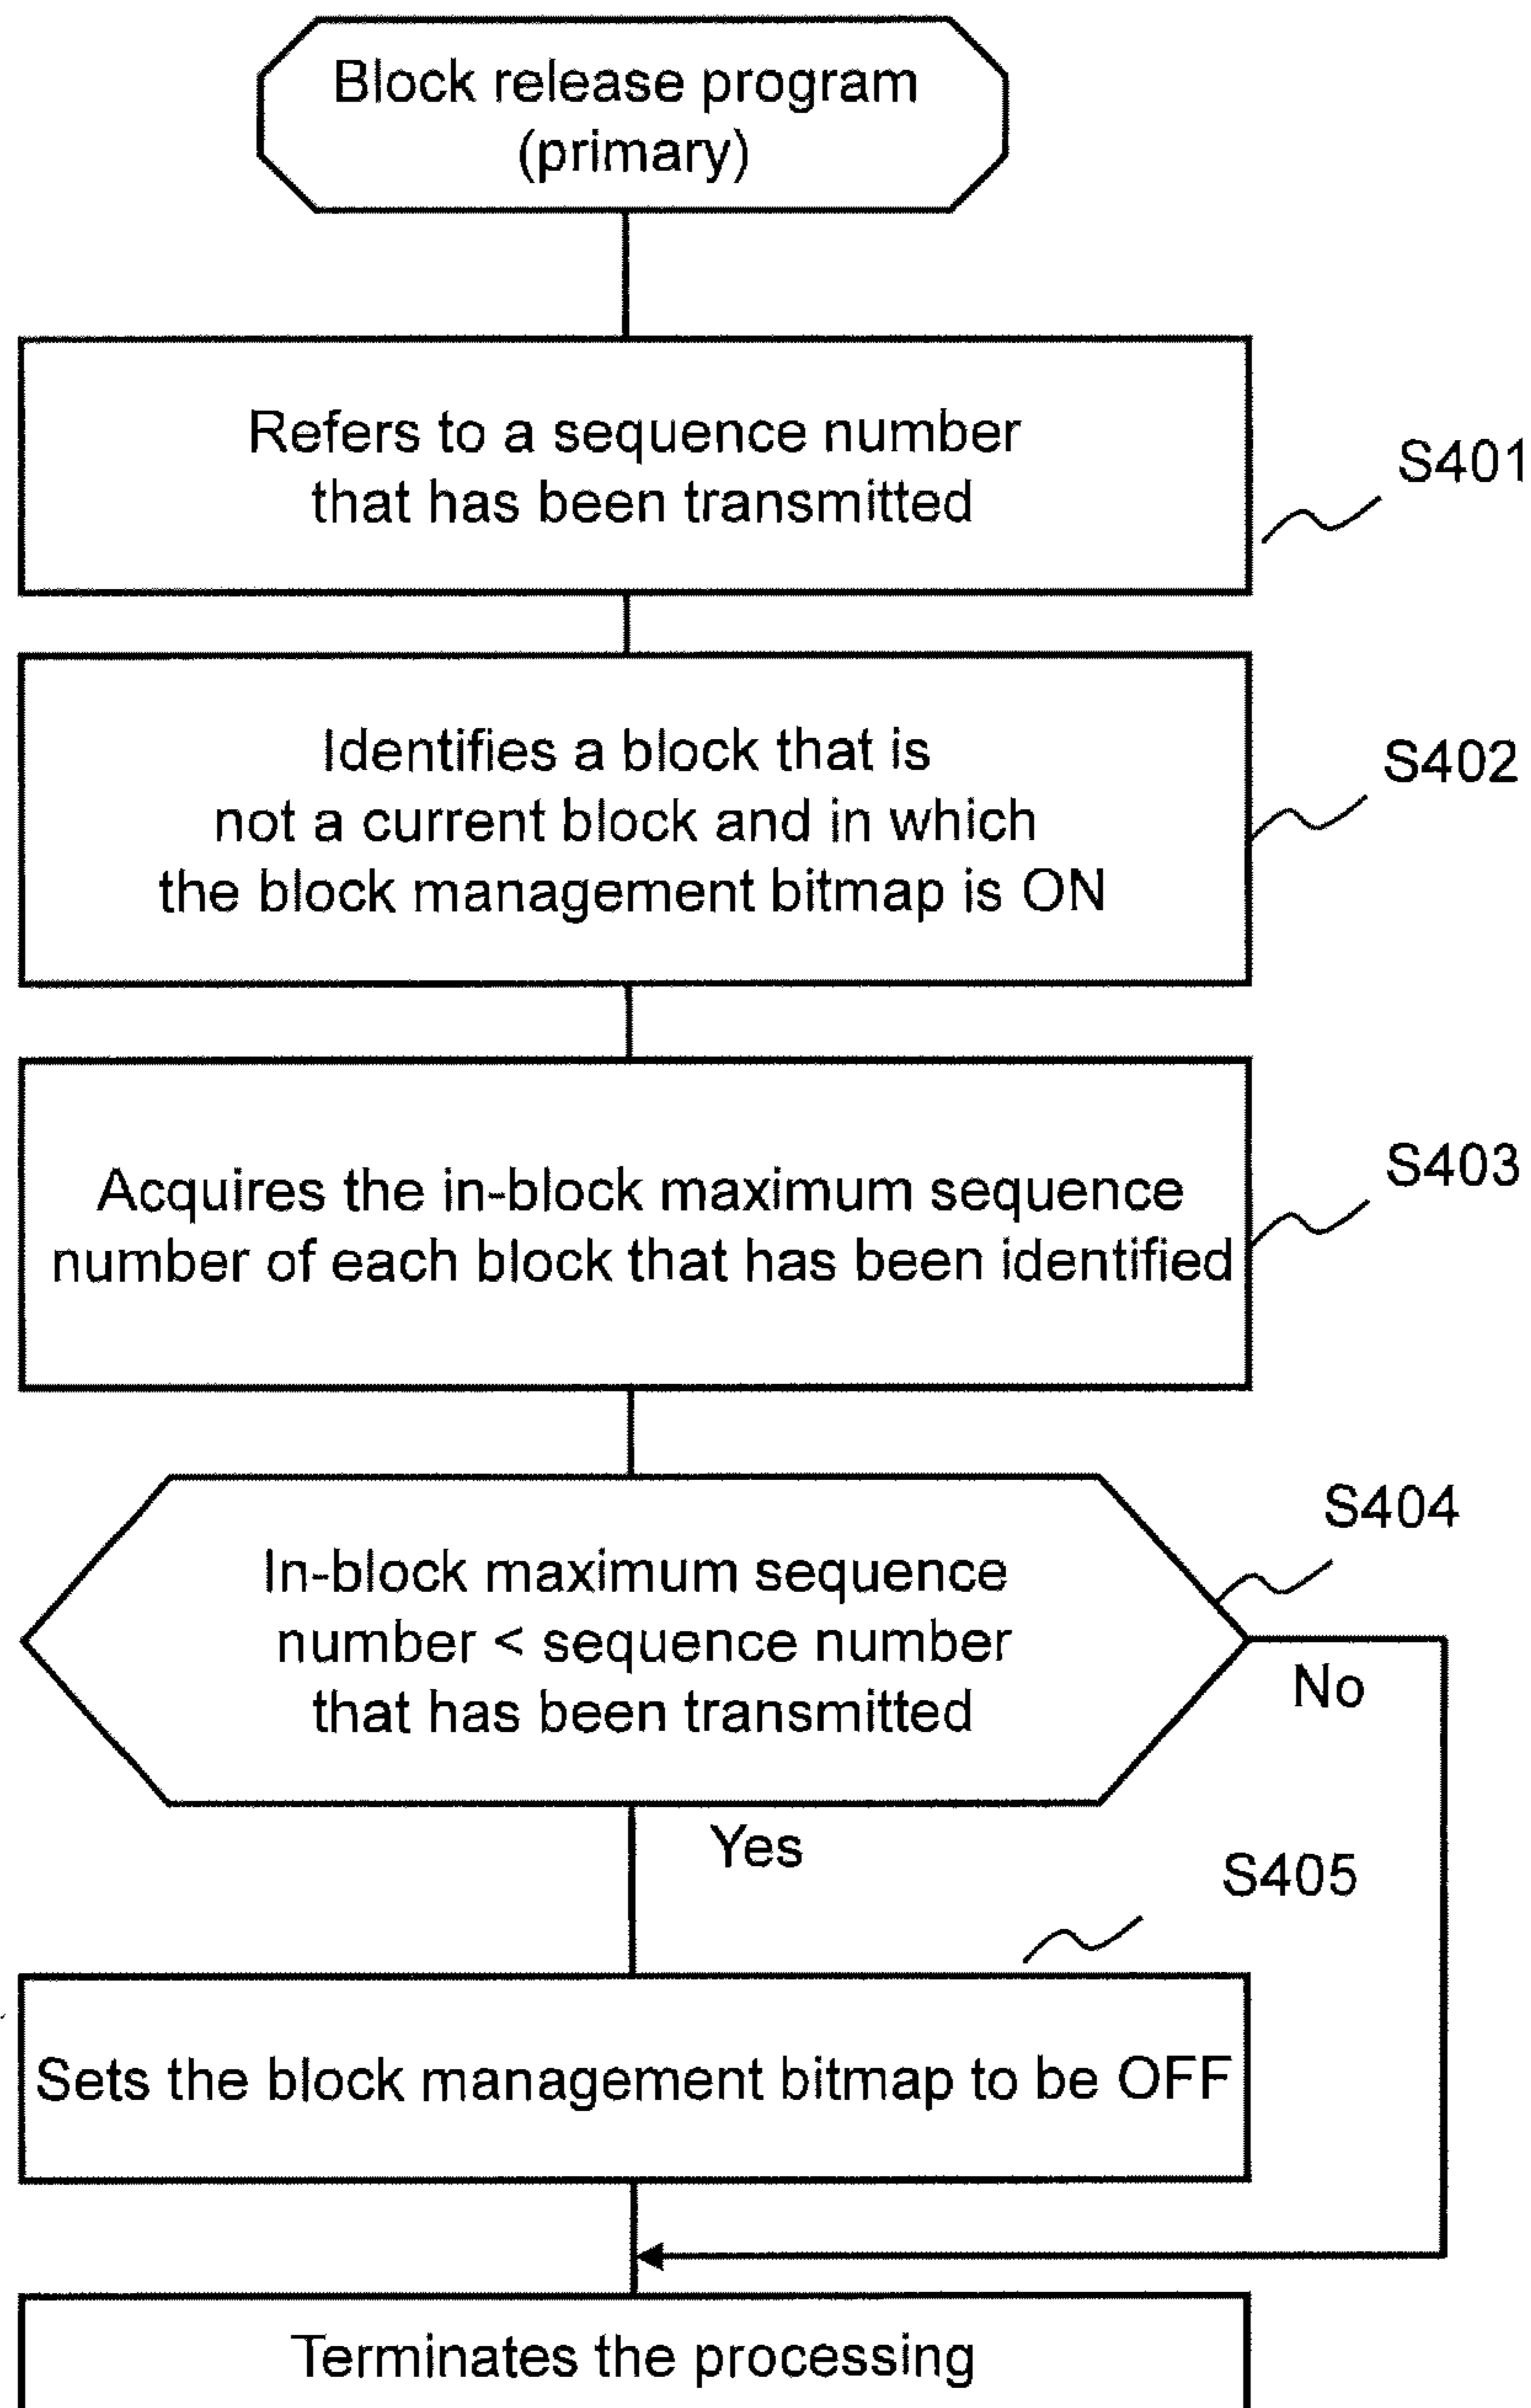 Block release program
(primary)
Refers to a sequence number
that has been transmitted
S401
Identifies a block that is
not a current block and in which
the block management bitmap is ON
S402
Acquires the in-block maximum sequence
number of each block that has been identified
S403
In-block maximum sequence
number < sequence number
that has been transmitted
S404
No
Yes
S405
Sets the block management bitmap to be OFF
Terminates the processing